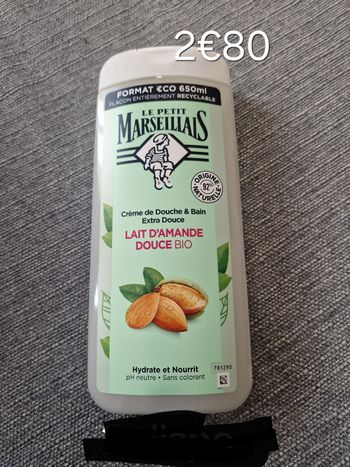 2€80
FORMAT €CO 650ml
FLACON ENTIÈREMENT RECYCLABLE
LE PETIT
MARSEILLAIS
ORIGINE
92%
NATURELLE
Crème de Douche & Bain
Extra Douce
LAIT D'AMANDE
DOUCE BIO
Hydrate et Nourrit
pH neutre • Sans colorant
781290